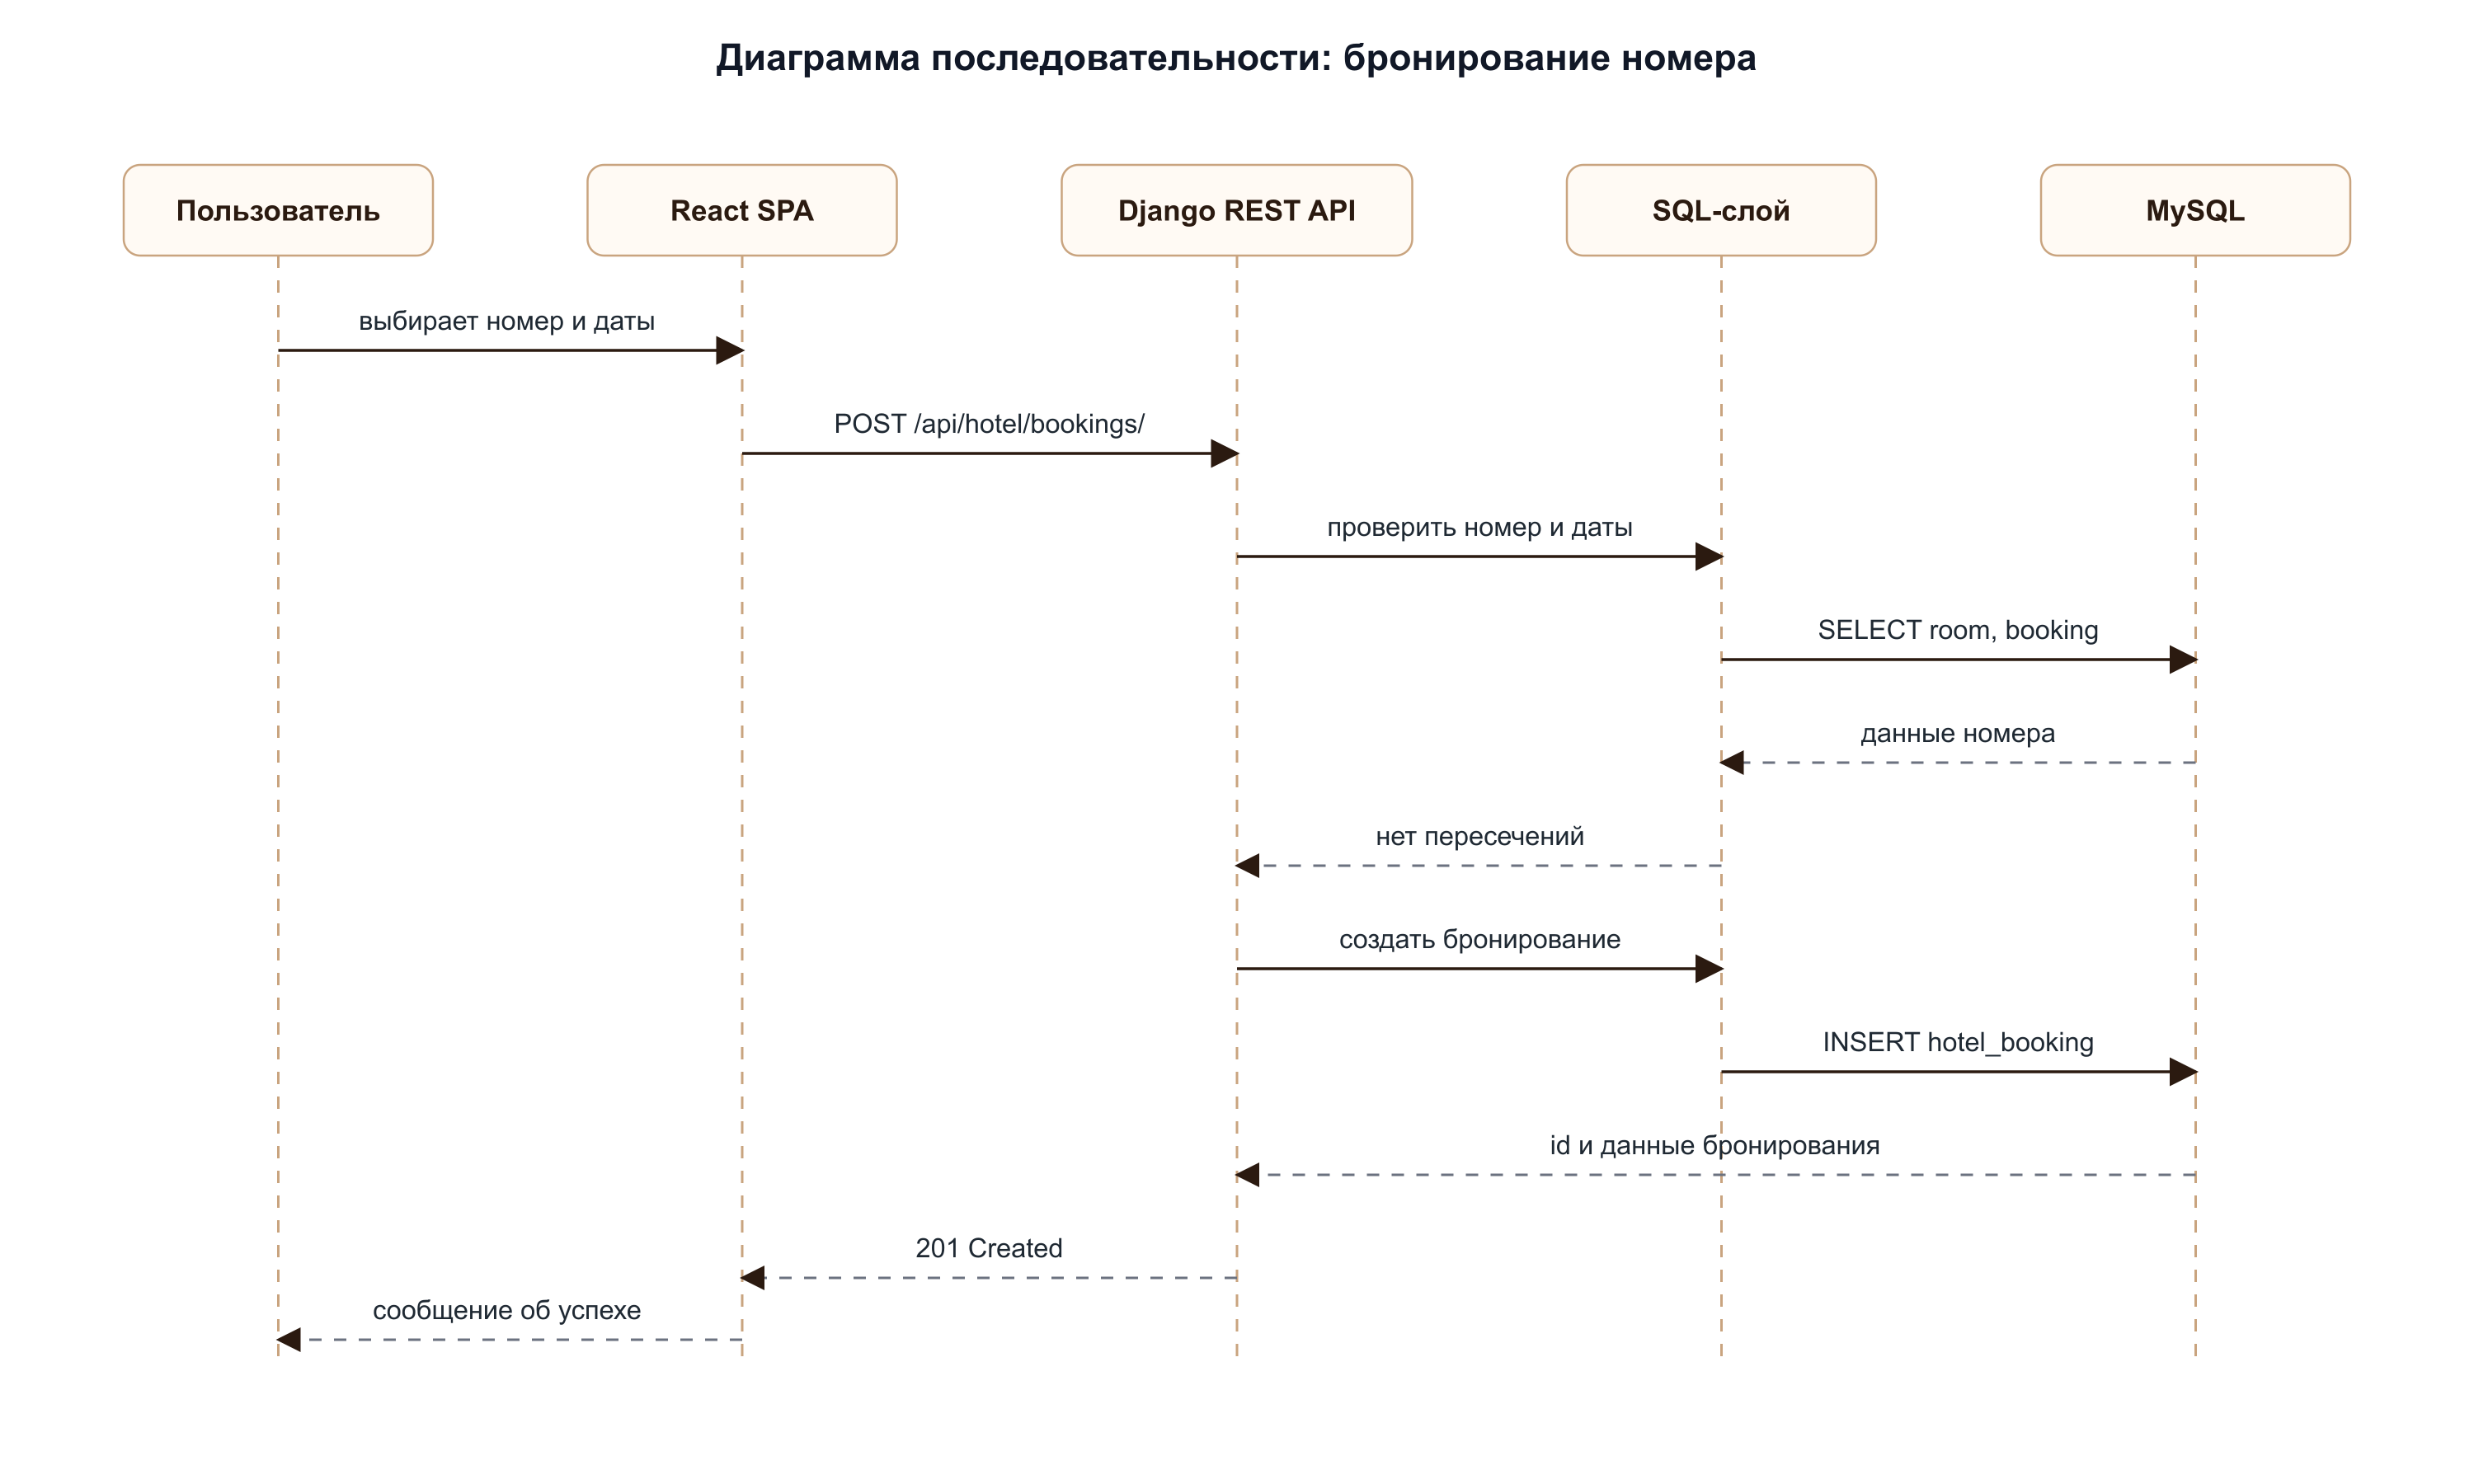 Диаграмма последовательности: бронирование номера
Пользователь
React SPA
Django REST API
SQL-слой
MySQL
выбирает номер и даты
POST /api/hotel/bookings/
проверить номер и даты
SELECT room, booking
данные номера
нет пересечений
создать бронирование
INSERT hotel_booking
id и данные бронирования
201 Created
сообщение об успехе